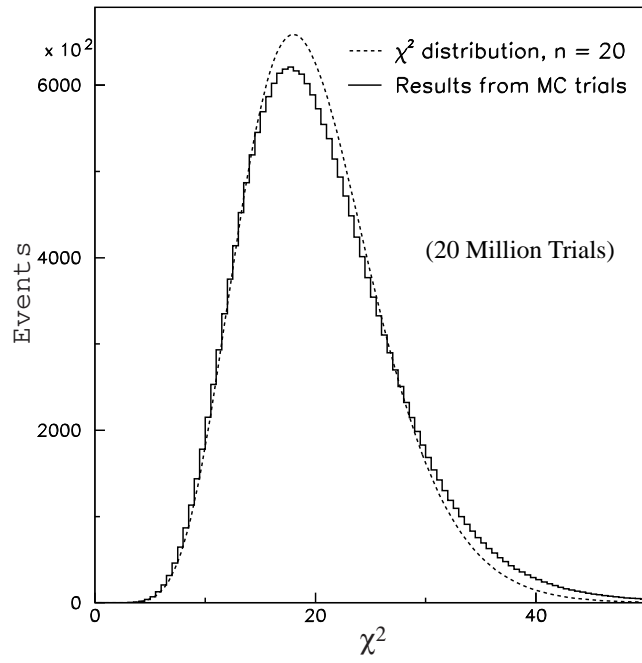 × 10²
χ² distribution, n = 20
Results from MC trials
6000
(20 Million Trials)
4000
Events
2000
0
0 20 40
χ²